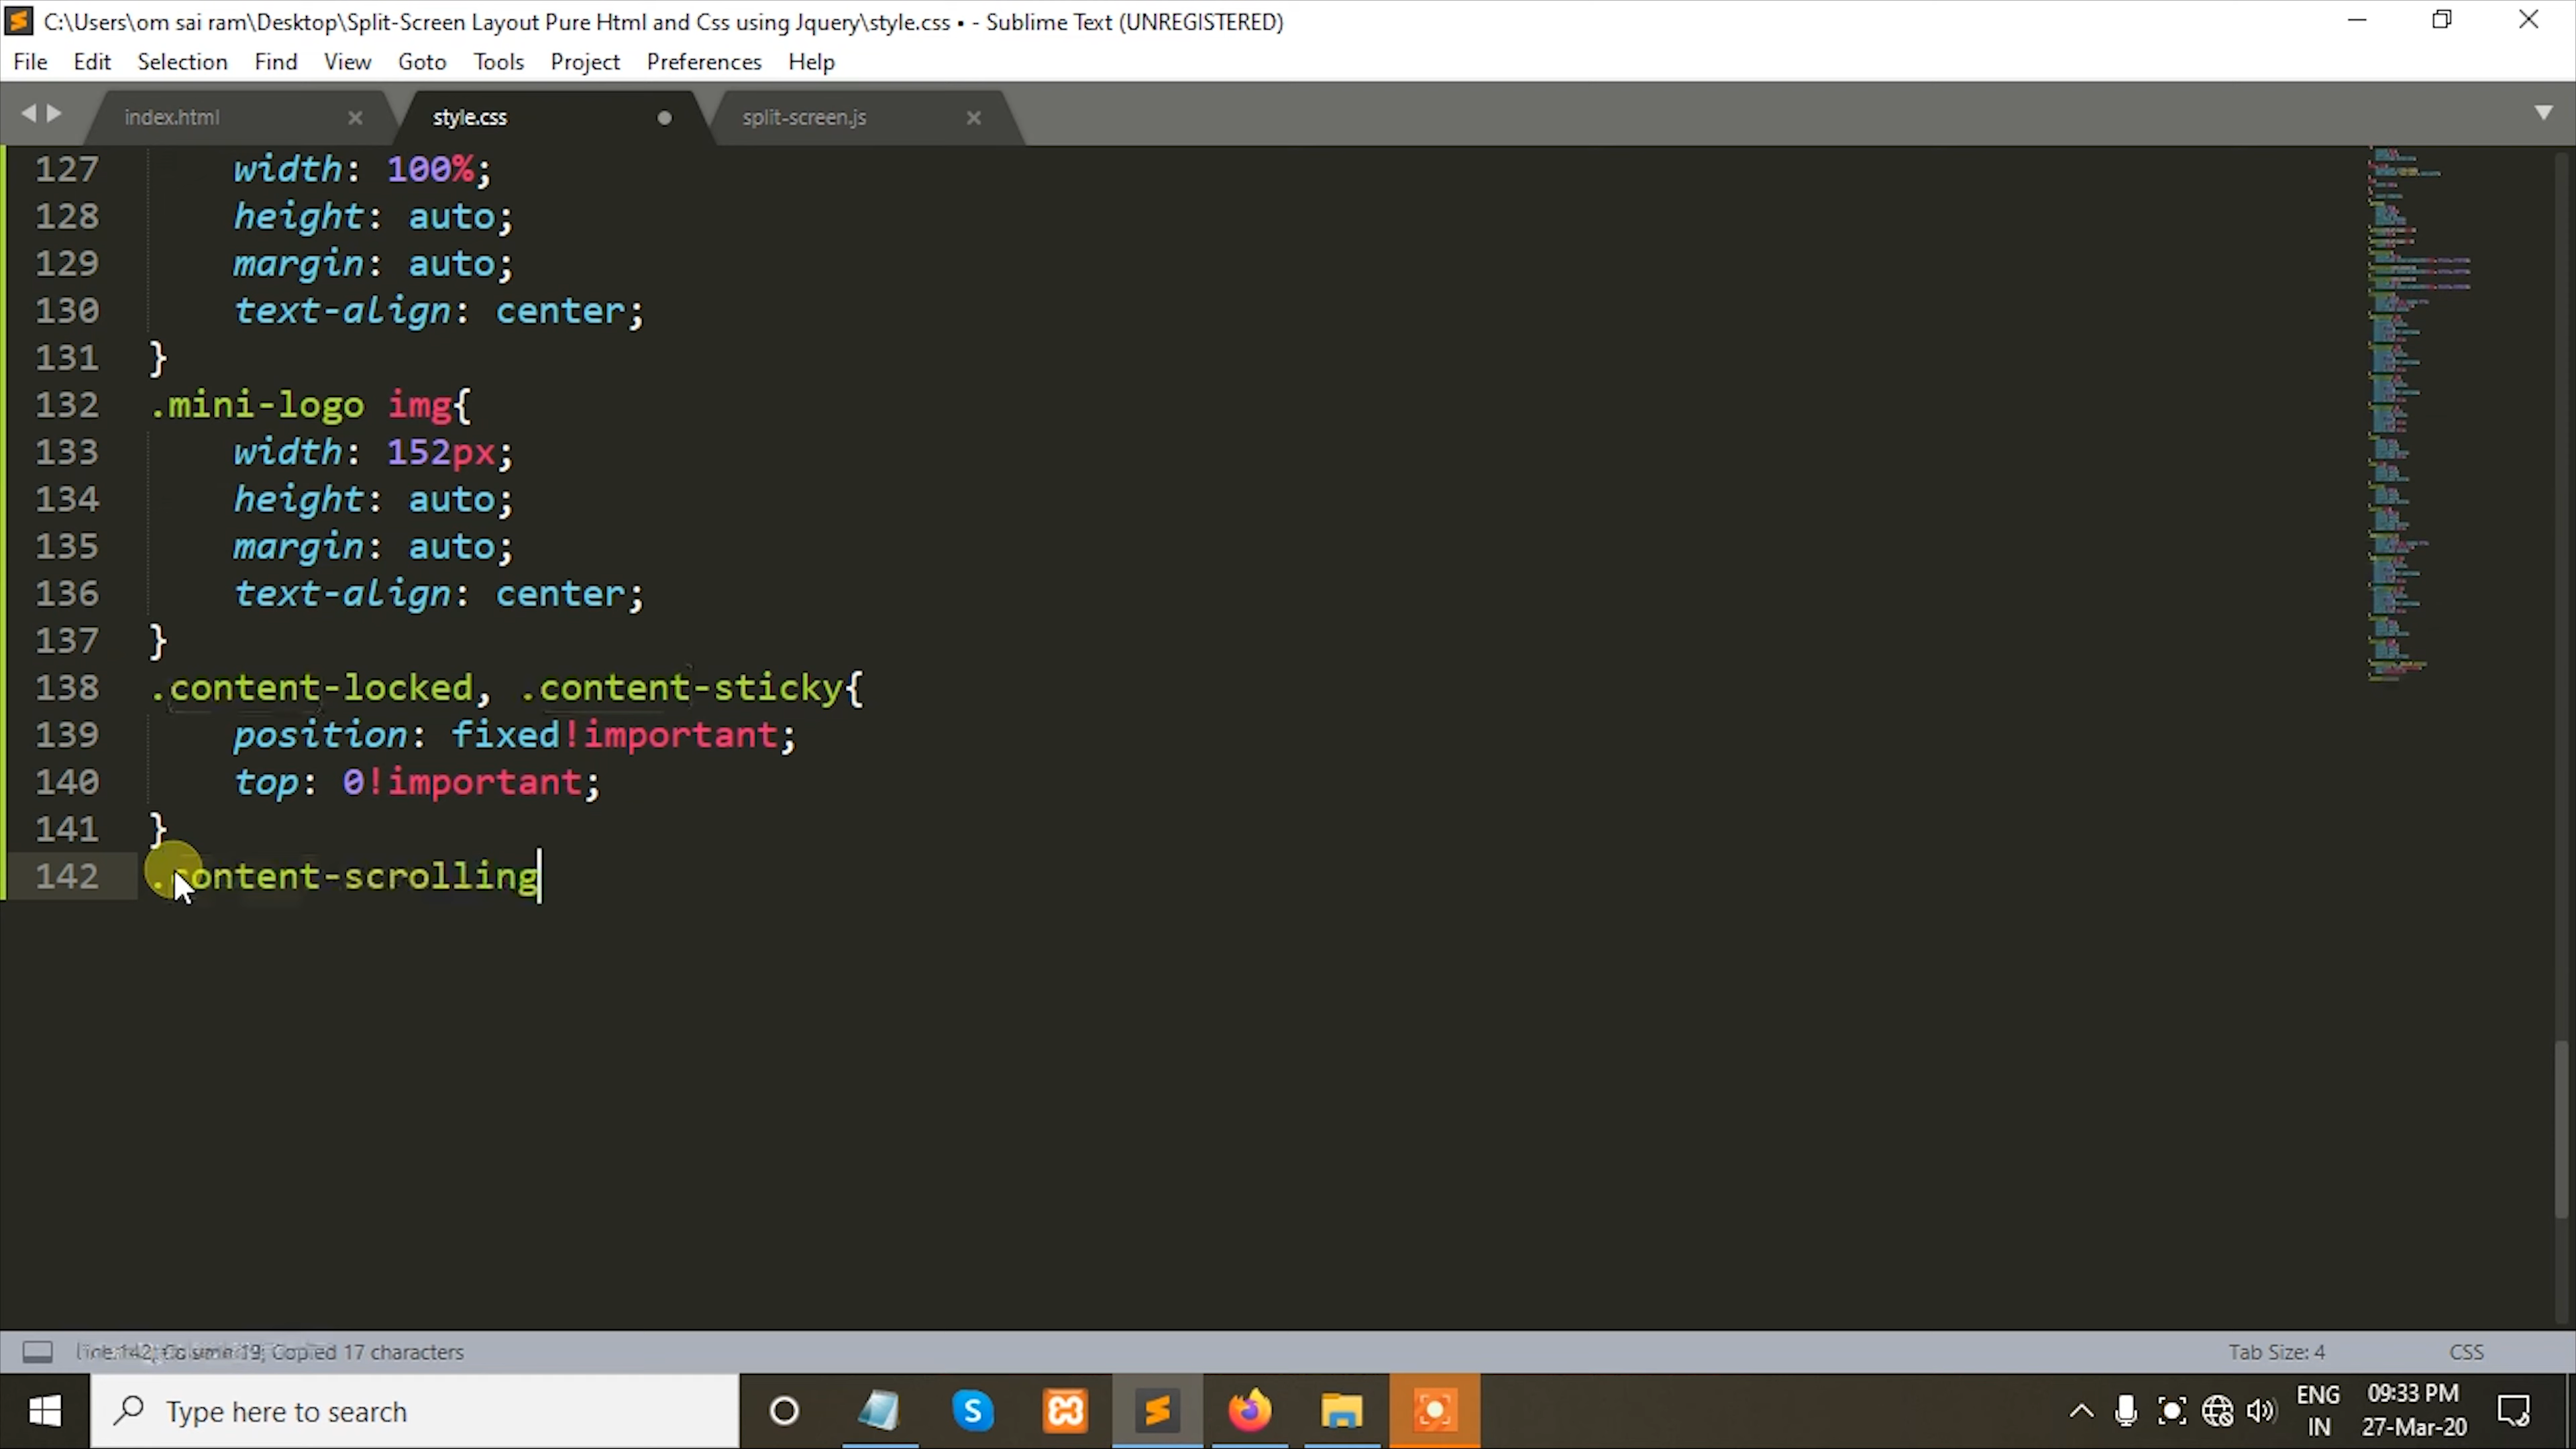 C:\Users\om sai ram\Desktop\Split-Screen Layout Pure Html and Css using Jquery\style.css • - Sublime Text (UNREGISTERED)
File Edit Selection Find View Goto Tools Project Preferences Help
index.html style.css split-screen.js
127 width: 100%;
128 height: auto;
129 margin: auto;
130 text-align: center;
131 }
132 .mini-logo img{
133 width: 152px;
134 height: auto;
135 margin: auto;
136 text-align: center;
137 }
138 .content-locked, .content-sticky{
139 position: fixed!important;
140 top: 0!important;
141 }
142 .content-scrolling
Copied 17 characters Tab Size: 4 CSS
Type here to search ENG 09:33 PM
IN 27-Mar-20